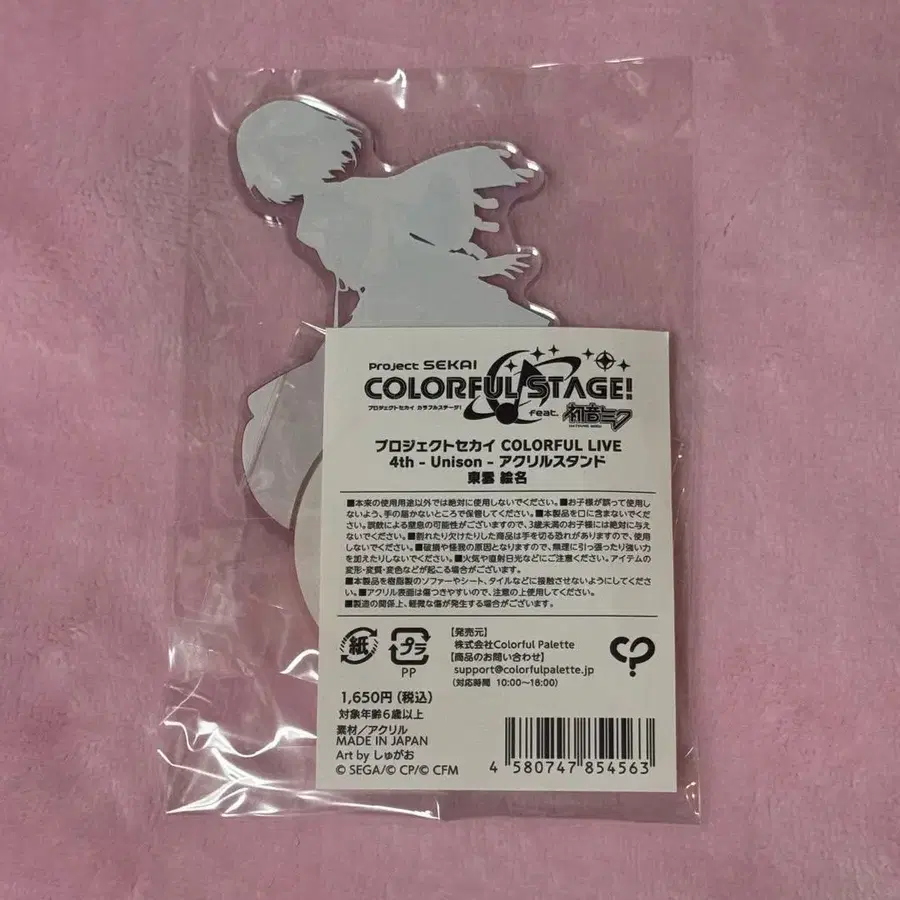 Project SEKAI
COLORFUL STAGE!
プロジェクトセカイ カラフルステージ!
feat. 初音ミク
HATSUNE MIKU
プロジェクトセカイ COLORFUL LIVE
4th - Unison - アクリルスタンド
東雲 絵名
■本来の使用用途以外では絶対に使用しないでください。■お子様が誤って使用し
ないよう、手の届かないところで保管してください。■本製品を口に含まないでくだ
さい。誤飲による窒息の可能性がございますので、3歳未満のお子様には絶対に与え
ないでください。■割れたり欠けたりした商品は手を切る恐れがありますので、使用
しないでください。■破損や怪我の原因となりますので、無理に引っ張ったり強い力
を加えたりしないでください。■火気や直射日光などにご注意ください。アイテムの
変形・変質・変色などが起こる場合がございます。
■本製品を樹脂製のソファーやシート、タイルなどに接触させないようにしてくださ
い。■アクリル表面は傷つきやすいので、注意の上使用してください。
■製造の関係上、軽微な傷が発生する場合がございます。
紙
プラ
PP
【発売元】
株式会社Colorful Palette
【商品のお問い合わせ】
support@colorfulpalette.jp
(対応時間 10:00~18:00)
1,650円(税込)
対象年齢6歳以上
素材/アクリル
MADE IN JAPAN
Art by しゅがお
© SEGA/© CP/© CFM
4 580747 854563